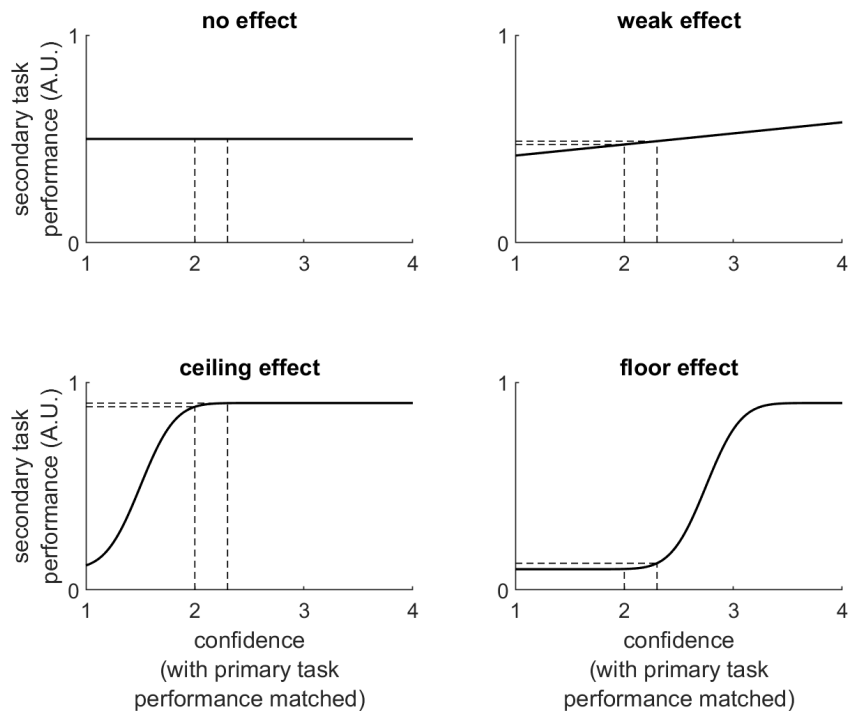 no effect
secondary task
performance (A.U.)
1
0
1
2
3
4
weak effect
1
0
1
2
3
4
ceiling effect
secondary task
performance (A.U.)
1
0
1
2
3
4
confidence
(with primary task
performance matched)
floor effect
1
0
1
2
3
4
confidence
(with primary task
performance matched)